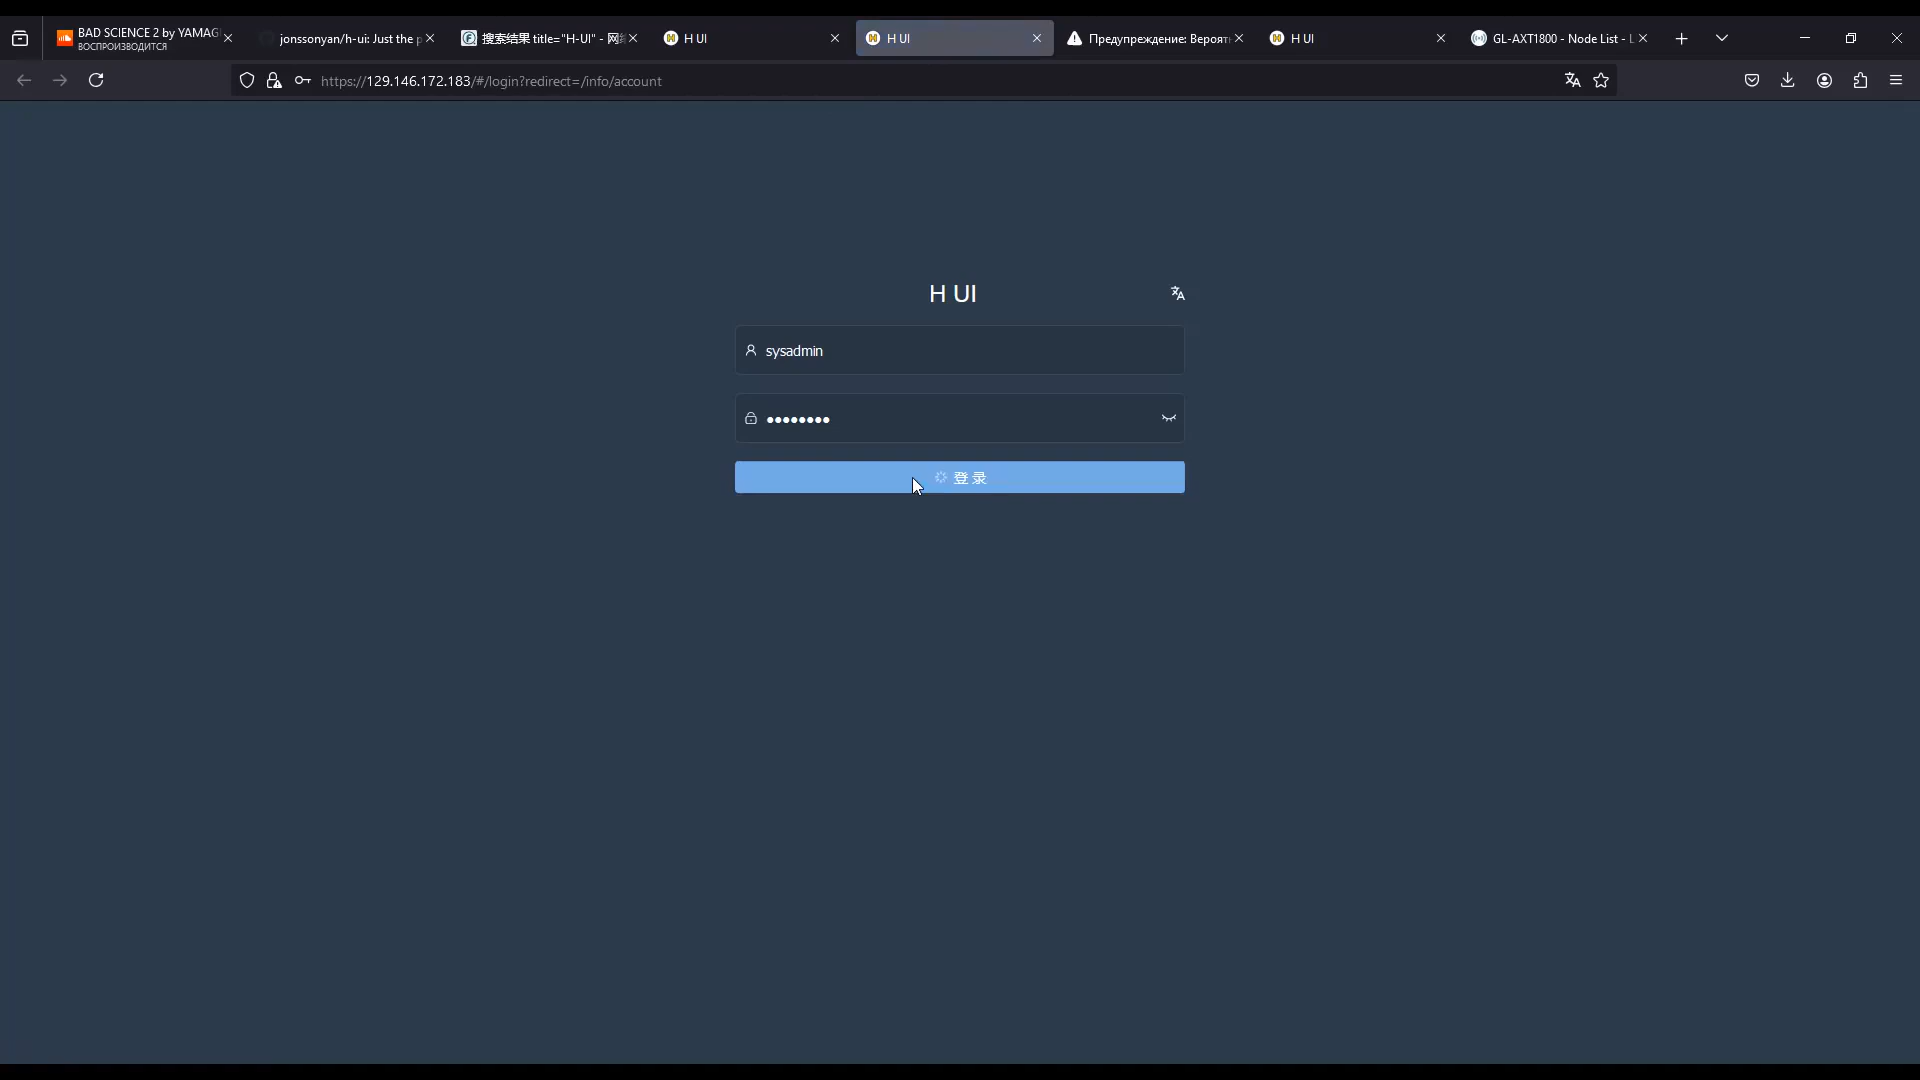 BAD SCIENCE 2 by YAMAG
ВОСПРОИЗВОДИТСЯ
jonssonyan/h-ui: Just the p
搜索结果 title="H-UI" - 网络
H UI
H UI
Предупреждение: Вероят
H UI
GL-AXT1800 - Node List - L
https://129.146.172.183/#/login?redirect=/info/account
H UI
sysadmin
登 录